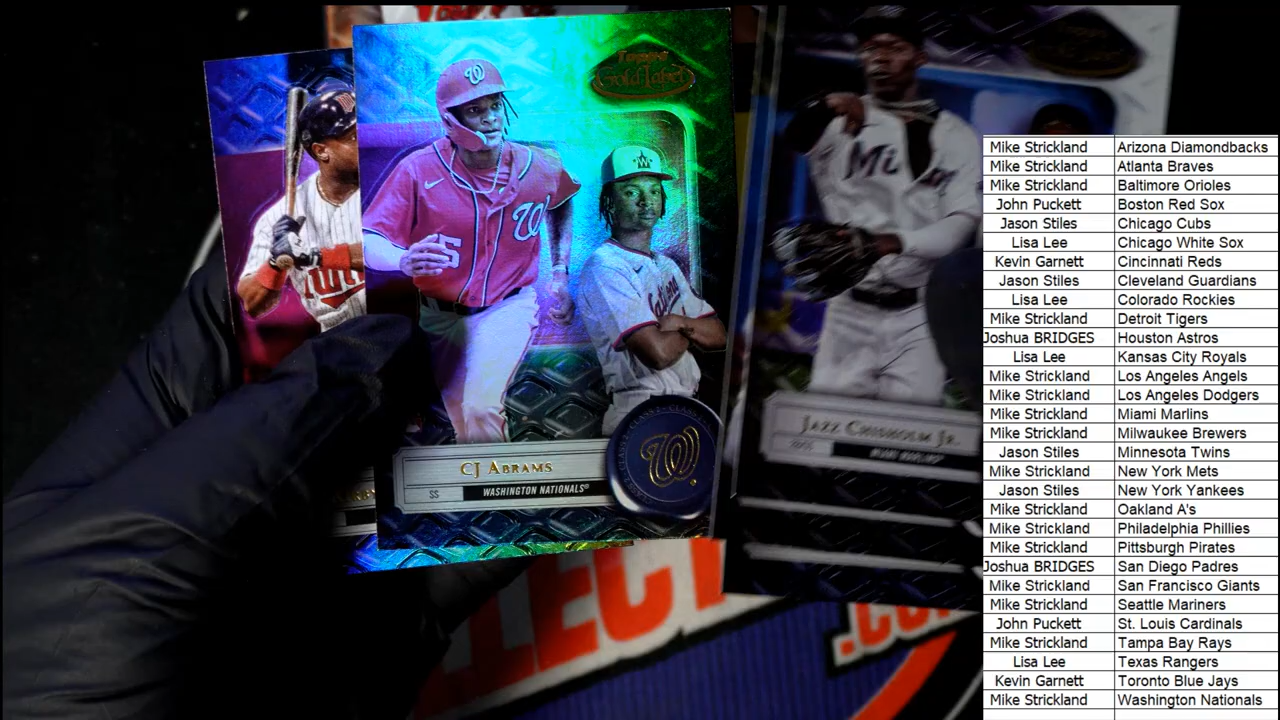 Topps
Gold Label
CJ ABRAMS
SS WASHINGTON NATIONALS®
W
JAZZ CHISHOLM JR.
LECT
.CO
Mike Strickland Arizona Diamondbacks
Mike Strickland Atlanta Braves
Mike Strickland Baltimore Orioles
John Puckett Boston Red Sox
Jason Stiles Chicago Cubs
Lisa Lee Chicago White Sox
Kevin Garnett Cincinnati Reds
Jason Stiles Cleveland Guardians
Lisa Lee Colorado Rockies
Mike Strickland Detroit Tigers
Joshua BRIDGES Houston Astros
Lisa Lee Kansas City Royals
Mike Strickland Los Angeles Angels
Mike Strickland Los Angeles Dodgers
Mike Strickland Miami Marlins
Mike Strickland Milwaukee Brewers
Jason Stiles Minnesota Twins
Mike Strickland New York Mets
Jason Stiles New York Yankees
Mike Strickland Oakland A's
Mike Strickland Philadelphia Phillies
Mike Strickland Pittsburgh Pirates
Joshua BRIDGES San Diego Padres
Mike Strickland San Francisco Giants
Mike Strickland Seattle Mariners
John Puckett St. Louis Cardinals
Mike Strickland Tampa Bay Rays
Lisa Lee Texas Rangers
Kevin Garnett Toronto Blue Jays
Mike Strickland Washington Nationals